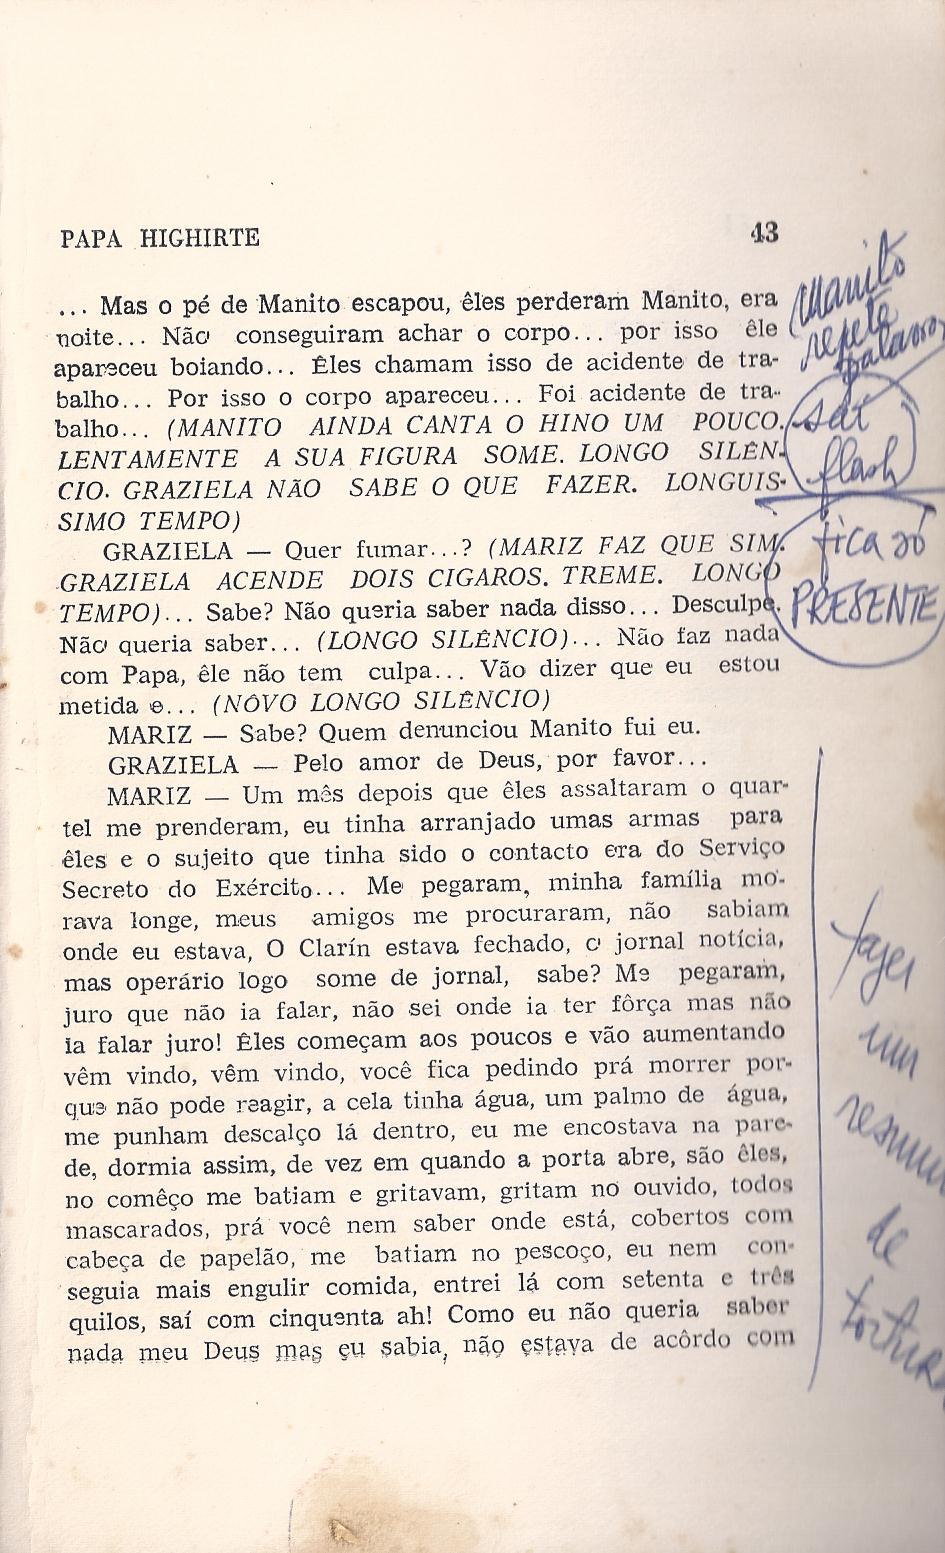 PAPA HIGHIRTE 43
... Mas o pé de Manito escapou, êles perderam Manito, era
noite... Não conseguiram achar o corpo... por isso êle
apareceu boiando... Êles chamam isso de acidente de tra-
balho... Por isso o corpo apareceu... Foi acidente de tra-
balho... (MANITO AINDA CANTA O HINO UM POUCO.
LENTAMENTE A SUA FIGURA SOME. LONGO SILÊN-
CIO. GRAZIELA NÃO SABE O QUE FAZER. LONGUIS-
SIMO TEMPO)
GRAZIELA — Quer fumar...? (MARIZ FAZ QUE SIM.
GRAZIELA ACENDE DOIS CIGAROS. TREME. LONGO
TEMPO)... Sabe? Não queria saber nada disso... Desculpe.
Não queria saber... (LONGO SILÊNCIO)... Não faz nada
com Papa, êle não tem culpa... Vão dizer que eu estou
metida e... (NÔVO LONGO SILÊNCIO)
MARIZ — Sabe? Quem denunciou Manito fui eu.
GRAZIELA — Pelo amor de Deus, por favor...
MARIZ — Um mês depois que êles assaltaram o quar-
tel me prenderam, eu tinha arranjado umas armas para
êles e o sujeito que tinha sido o contacto era do Serviço
Secreto do Exército... Me pegaram, minha família mo-
rava longe, meus amigos me procuraram, não sabiam
onde eu estava, O Clarín estava fechado, o jornal notícia,
mas operário logo some de jornal, sabe? Me pegaram,
juro que não ia falar, não sei onde ia ter fôrça mas não
ia falar juro! Êles começam aos poucos e vão aumentando
vêm vindo, vêm vindo, você fica pedindo prá morrer por-
que não pode reagir, a cela tinha água, um palmo de água,
me punham descalço lá dentro, eu me encostava na pare-
de, dormia assim, de vez em quando a porta abre, são êles,
no comêço me batiam e gritavam, gritam no ouvido, todos
mascarados, prá você nem saber onde está, cobertos com
cabeça de papelão, me batiam no pescoço, eu nem con-
seguia mais engulir comida, entrei lá com setenta e três
quilos, saí com cinquenta ah! Como eu não queria saber
nada meu Deus mas eu sabia, não estava de acôrdo com
Manito
repete
palavras
sai
flash
fica só
PRESENTE
fazer
um
resumo
de
tortura